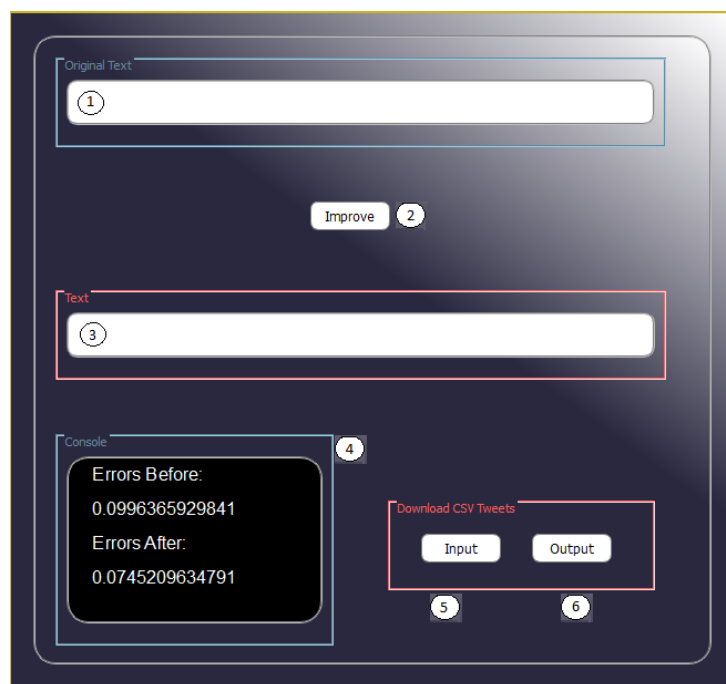 Original Text
1
Improve 2
Text
3
Console
4
Errors Before:
0.0996365929841
Errors After:
0.0745209634791
Download CSV Tweets
Input Output
5 6